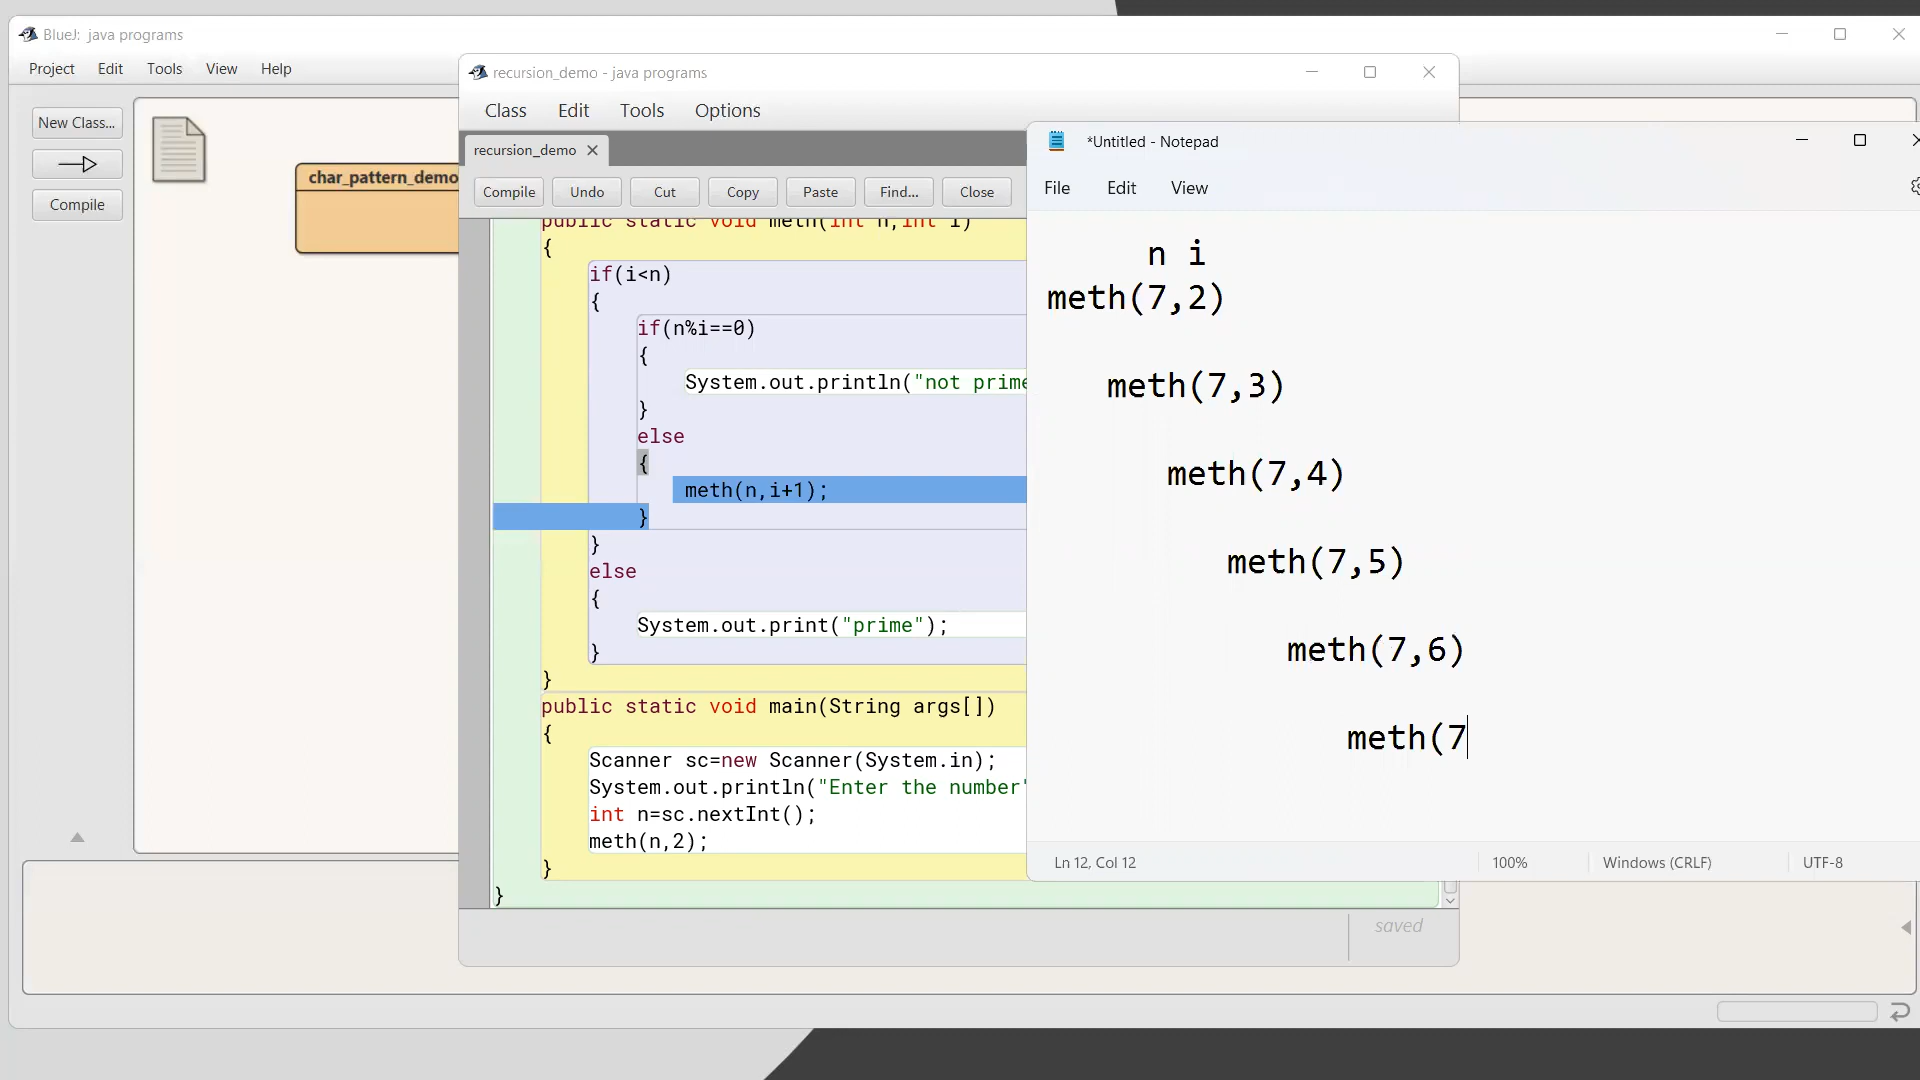 BlueJ: java programs
Project Edit Tools View Help
New Class...
Compile
char_pattern_demo
recursion_demo - java programs
Class Edit Tools Options
recursion_demo
Compile Undo Cut Copy Paste Find... Close
public static void meth(int n,int i)
{
if(i<n)
{
if(n%i==0)
{
System.out.println("not prime
}
else
{
meth(n,i+1);
}
}
else
{
System.out.print("prime");
}
}
public static void main(String args[])
{
Scanner sc=new Scanner(System.in);
System.out.println("Enter the number"
int n=sc.nextInt();
meth(n,2);
}
}
saved
*Untitled - Notepad
File Edit View
n i
meth(7,2)
meth(7,3)
meth(7,4)
meth(7,5)
meth(7,6)
meth(7
Ln 12, Col 12 100% Windows (CRLF) UTF-8